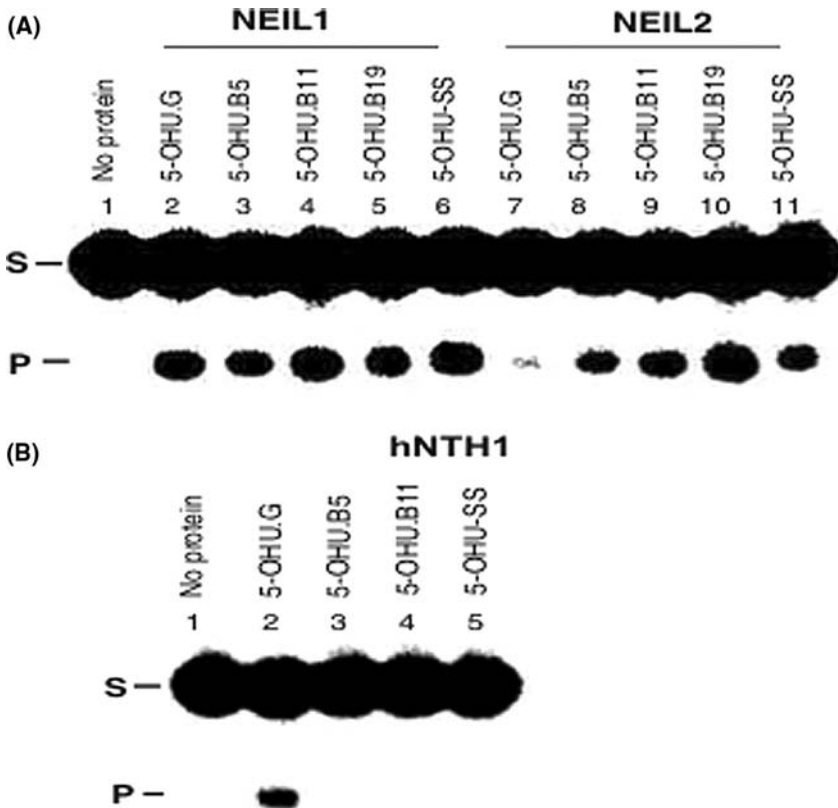 (A)
NEIL1 NEIL2
No protein 5-OHU.G 5-OHU.B5 5-OHU.B11 5-OHU.B19 5-OHU-SS 5-OHU.G 5-OHU.B5 5-OHU.B11 5-OHU.B19 5-OHU-SS
1 2 3 4 5 6 7 8 9 10 11
S
P
(B)
hNTH1
No protein 5-OHU.G 5-OHU.B5 5-OHU.B11 5-OHU-SS
1 2 3 4 5
S
P